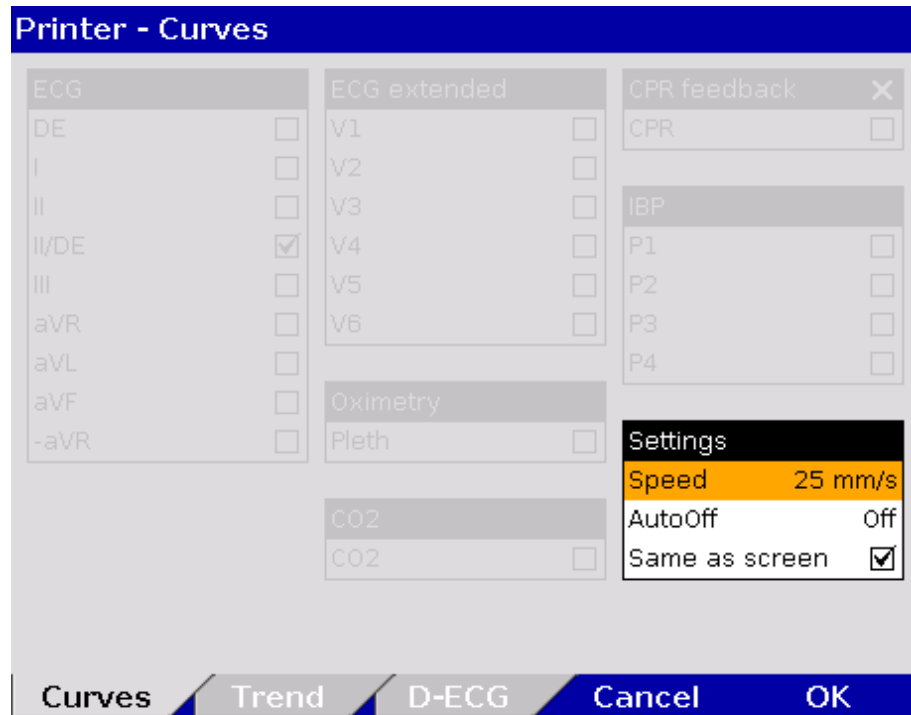 Printer - Curves
ECG
DE
I
II
II/DE
III
aVR
aVL
aVF
-aVR
ECG extended
V1
V2
V3
V4
V5
V6
Oximetry
Pleth
CO2
CO2
CPR feedback
CPR
IBP
P1
P2
P3
P4
Settings
Speed 25 mm/s
AutoOff Off
Same as screen
Curves Trend D-ECG Cancel OK